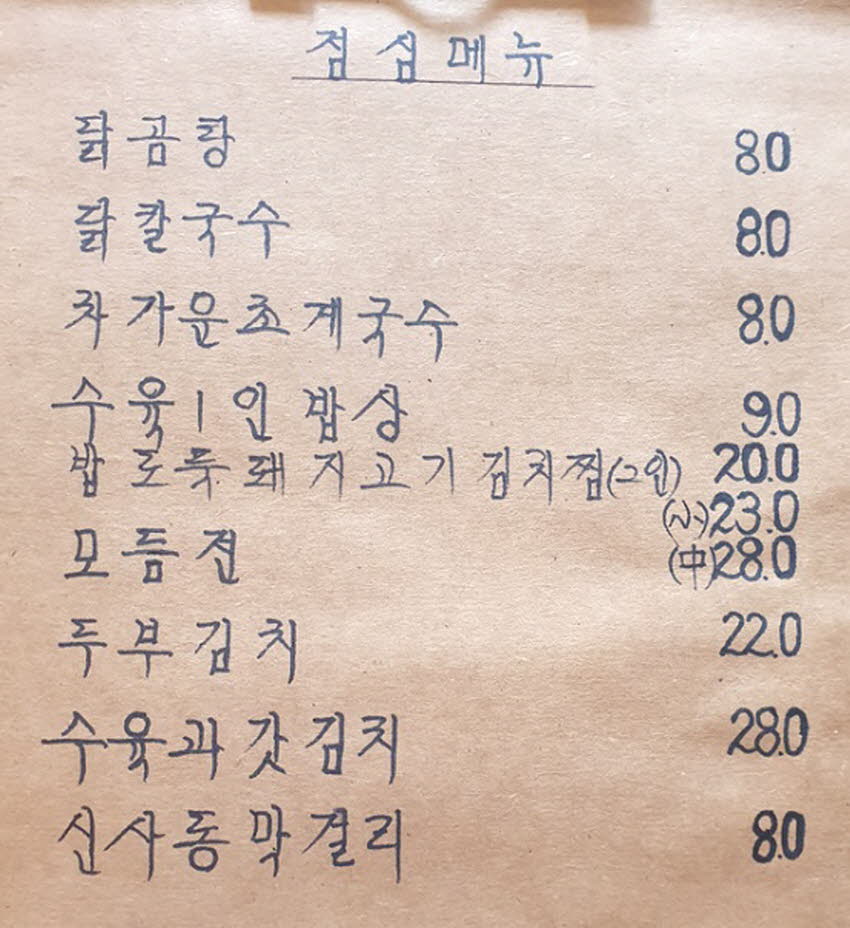 점심메뉴
닭곰탕 8.0
닭칼국수 8.0
차가운초계국수 8.0
수육1인 밥상 9.0
밥도둑돼지고기김치찜(2인) 20.0
(小)23.0
모듬전 (中)28.0
두부김치 22.0
수육과갓김치 28.0
신사동막걸리 8.0